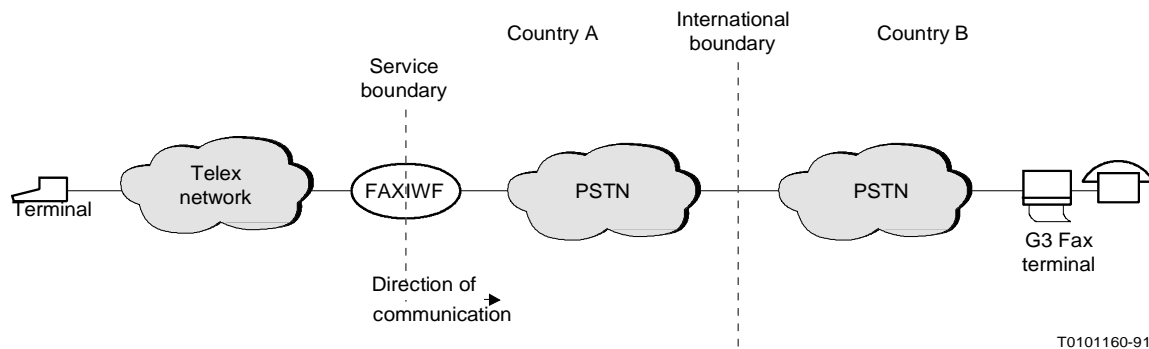 Country A
International
boundary
Country B
Service
boundary
Telex
network
FAXIWF
PSTN
PSTN
Terminal
G3 Fax
terminal
Direction of
communication
T0101160-91